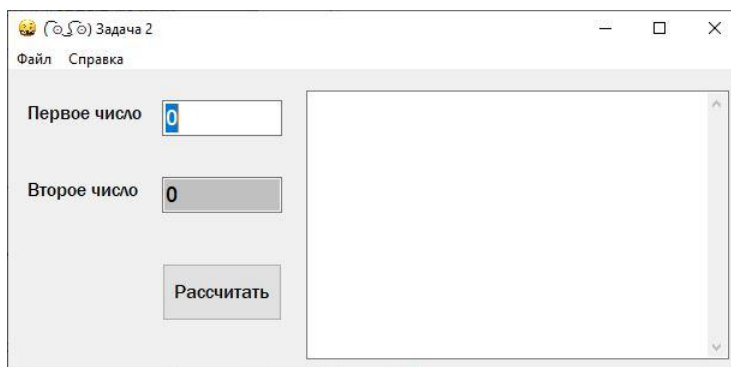 ( ͡ʘ ͜ʖ ͡ʘ) Задача 2
Файл Справка
Первое число 0
Второе число 0
Рассчитать